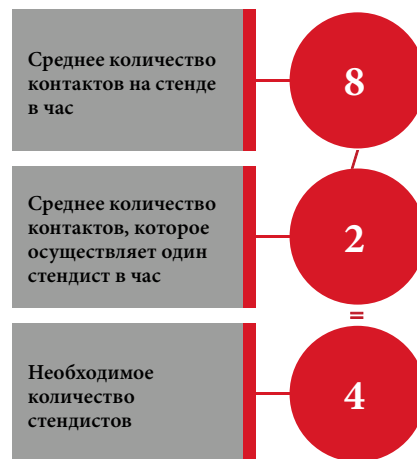 Среднее количество
контактов на стенде
в час
8
/
Среднее количество
контактов, которое
осуществляет один
стендист в час
2
=
Необходимое
количество
стендистов
4